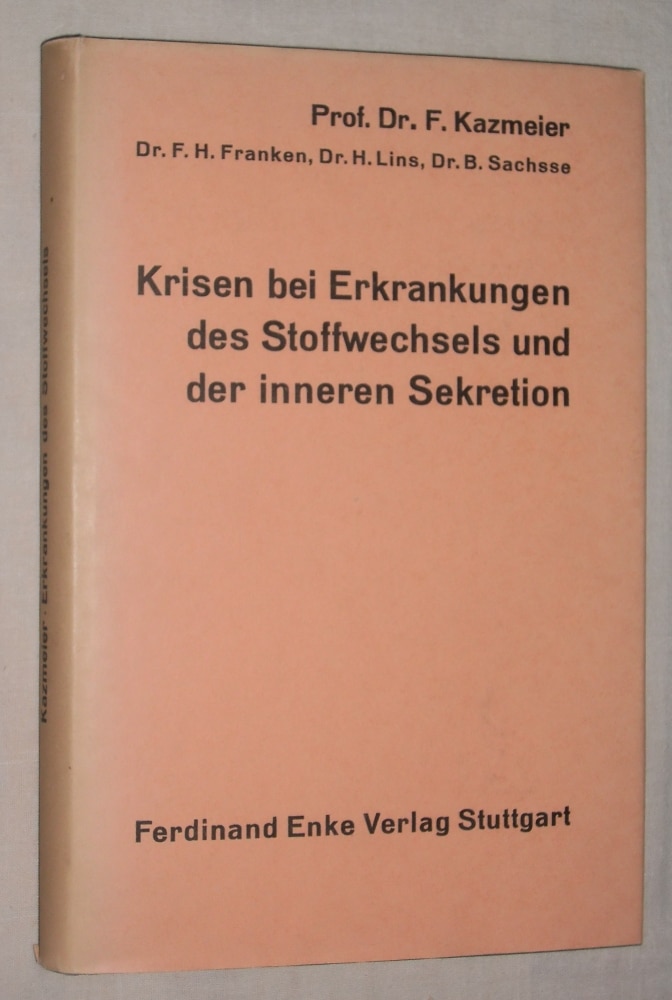 Prof. Dr. F. Kazmeier
Dr. F. H. Franken, Dr. H. Lins, Dr. B. Sachsse
Krisen bei Erkrankungen
des Stoffwechsels und
der inneren Sekretion
Ferdinand Enke Verlag Stuttgart
Kazmeier · Erkrankungen des Stoffwechsels